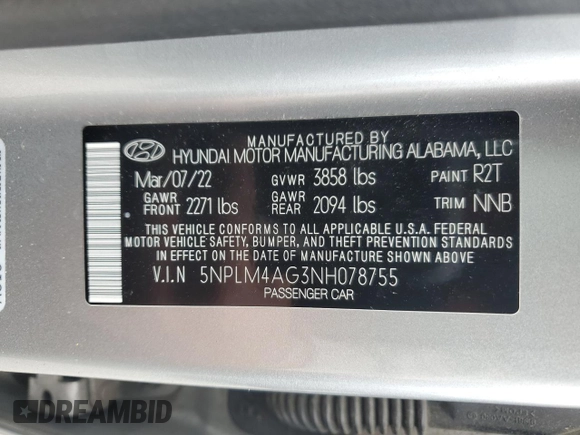 MANUFACTURED BY
HYUNDAI MOTOR MANUFACTURING ALABAMA, LLC
Mar/07/22 GVWR 3858 lbs PAINT R2T
GAWR FRONT 2271 lbs GAWR REAR 2094 lbs TRIM NNB
THIS VEHICLE CONFORMS TO ALL APPLICABLE U.S.A. FEDERAL
MOTOR VEHICLE SAFETY, BUMPER, AND THEFT PREVENTION STANDARDS
IN EFFECT ON THE DATE OF MANUFACTURE SHOWN ABOVE
V.I.N 5NPLM4AG3NH078755
PASSENGER CAR
DREAMBID